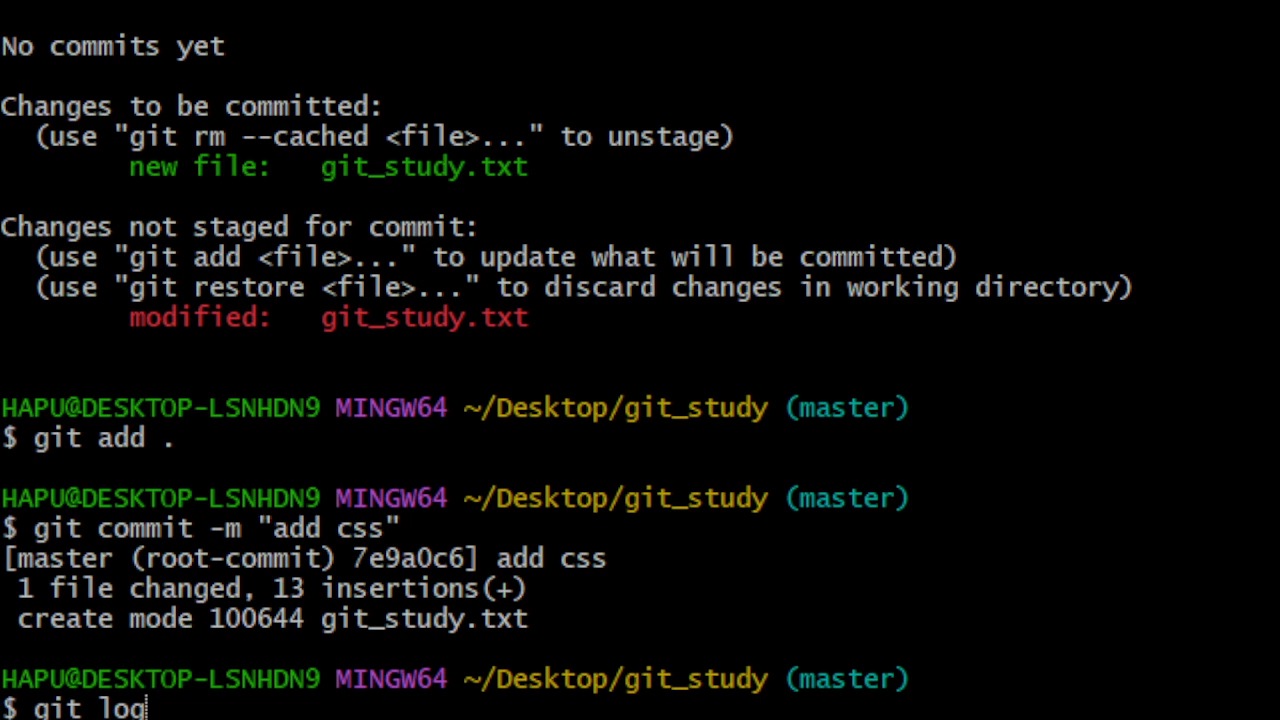 No commits yet
Changes to be committed:
(use "git rm --cached <file>..." to unstage)
new file: git_study.txt
Changes not staged for commit:
(use "git add <file>..." to update what will be committed)
(use "git restore <file>..." to discard changes in working directory)
modified: git_study.txt
HAPU@DESKTOP-LSNHDN9 MINGW64 ~/Desktop/git_study (master)
$ git add .
HAPU@DESKTOP-LSNHDN9 MINGW64 ~/Desktop/git_study (master)
$ git commit -m "add css"
[master (root-commit) 7e9a0c6] add css
1 file changed, 13 insertions(+)
create mode 100644 git_study.txt
HAPU@DESKTOP-LSNHDN9 MINGW64 ~/Desktop/git_study (master)
$ git log